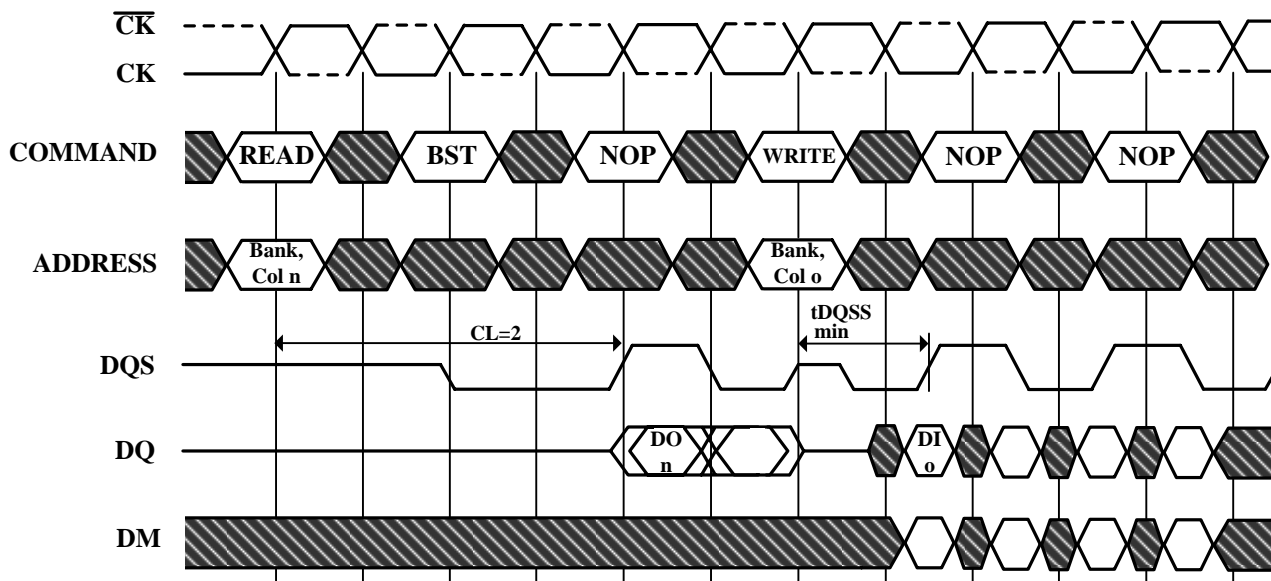 CK
CK
COMMAND
READ
BST
NOP
WRITE
NOP
NOP
ADDRESS
Bank,
Col n
Bank,
Col o
DQS
CL=2
tDQSS
min
DQ
DO
n
DI
o
DM